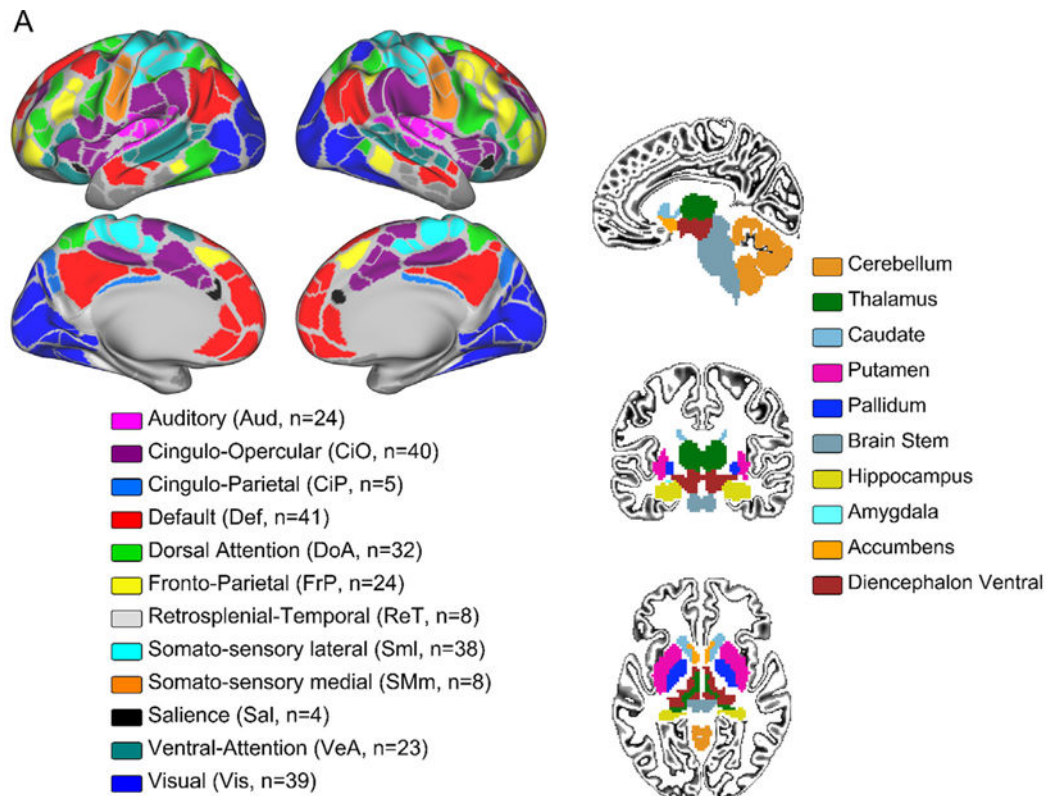 A
Auditory (Aud, n=24)
Cingulo-Opercular (CiO, n=40)
Cingulo-Parietal (CiP, n=5)
Default (Def, n=41)
Dorsal Attention (DoA, n=32)
Fronto-Parietal (FrP, n=24)
Retrosplenial-Temporal (ReT, n=8)
Somato-sensory lateral (Sml, n=38)
Somato-sensory medial (SMm, n=8)
Salience (Sal, n=4)
Ventral-Attention (VeA, n=23)
Visual (Vis, n=39)
Cerebellum
Thalamus
Caudate
Putamen
Pallidum
Brain Stem
Hippocampus
Amygdala
Accumbens
Diencephalon Ventral